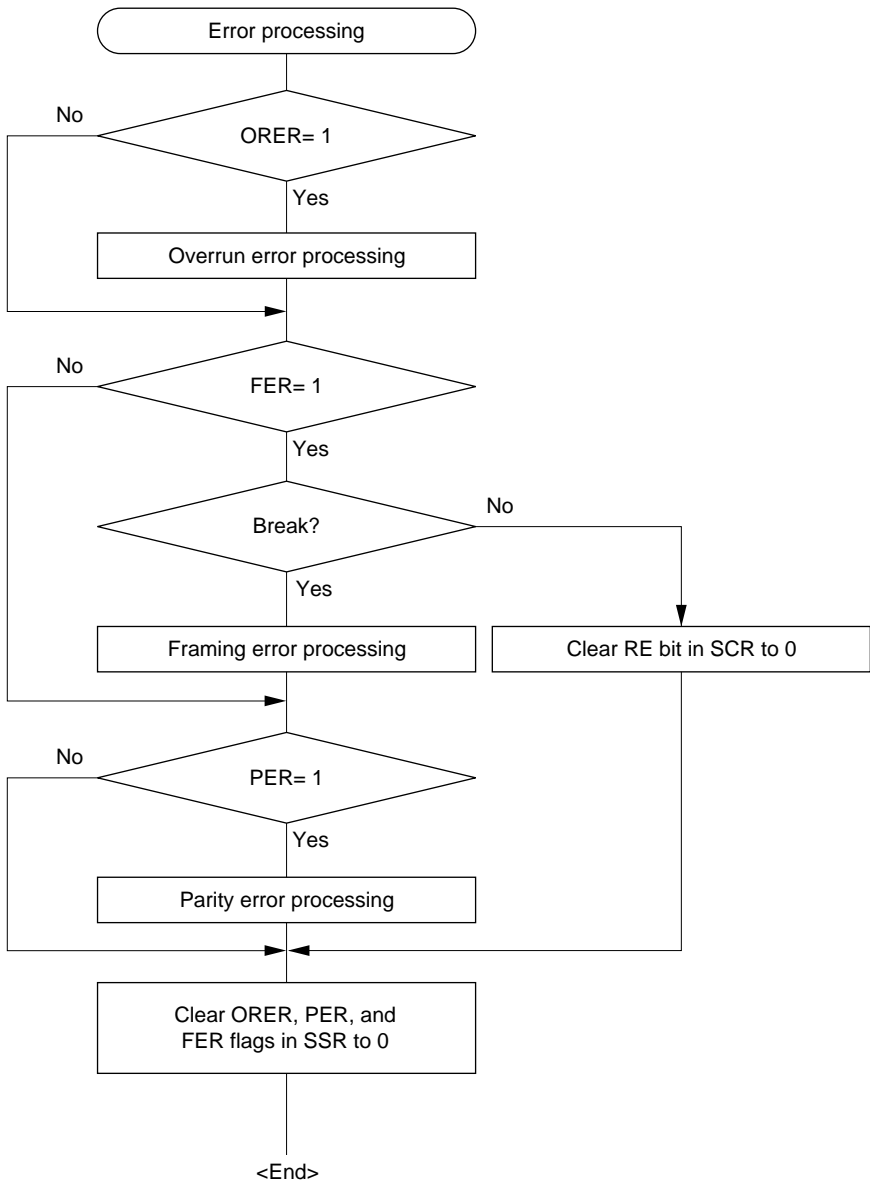 Error processing
No
ORER= 1
Yes
Overrun error processing
No
FER= 1
Yes
Break?
No
Yes
Framing error processing
Clear RE bit in SCR to 0
No
PER= 1
Yes
Parity error processing
Clear ORER, PER, and
FER flags in SSR to 0
<End>